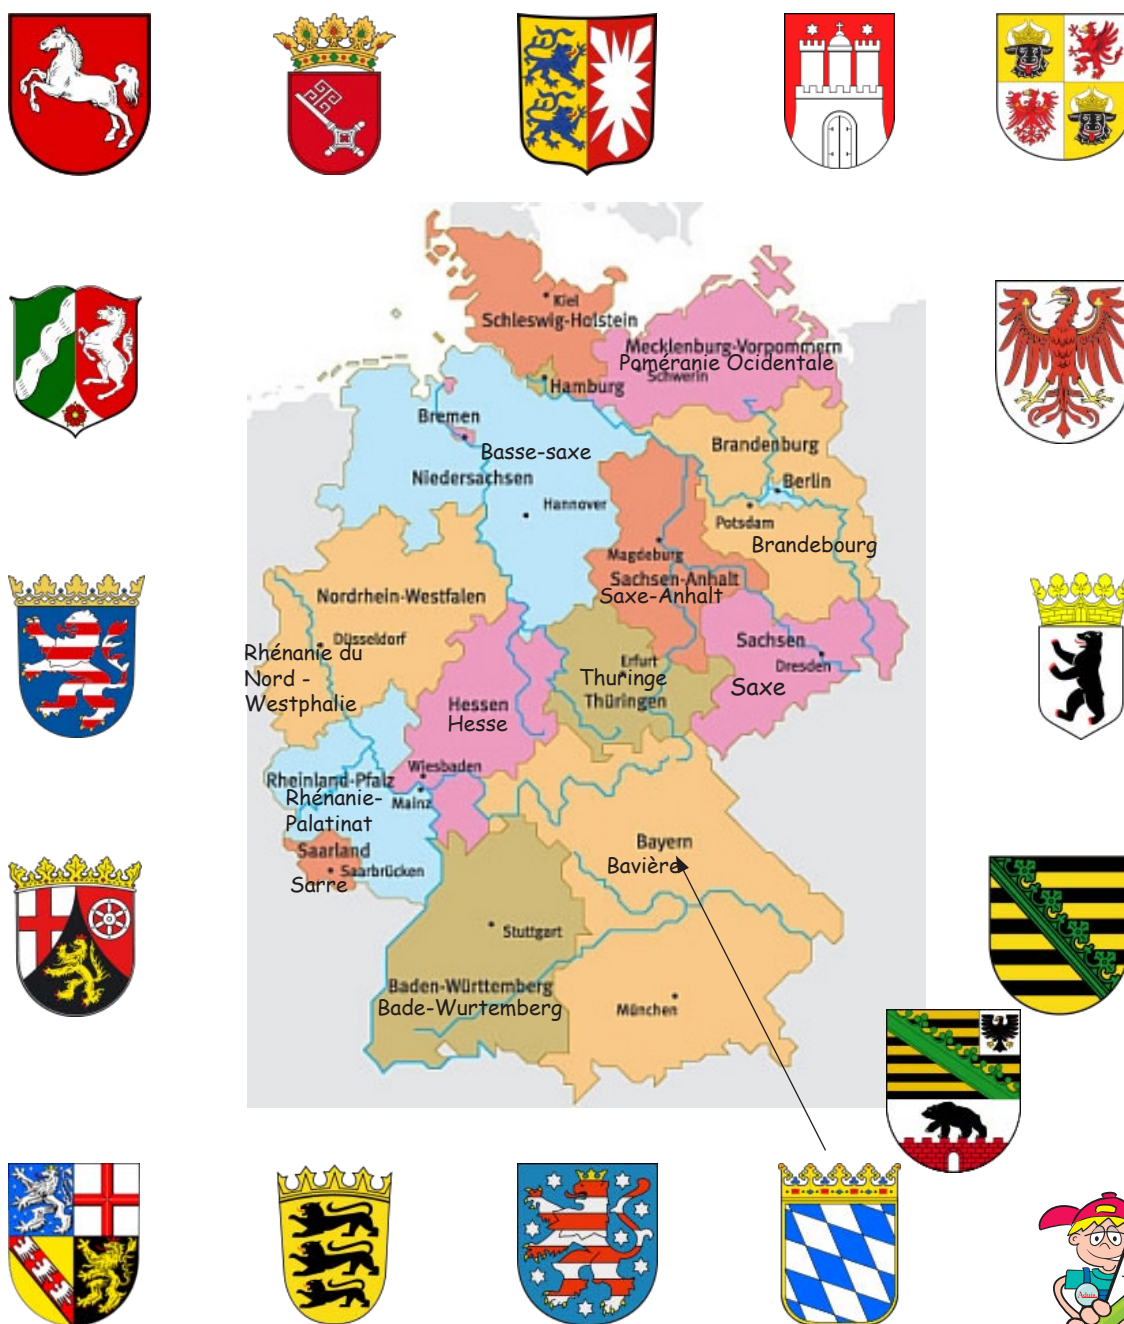 Kiel
Schleswig-Holstein
Mecklenburg-Vorpommern
Poméranie Ocidentale
Schwerin
Hamburg
Bremen
Basse-saxe
Niedersachsen
Hannover
Brandenburg
Berlin
Potsdam
Brandebourg
Magdeburg
Sachsen-Anhalt
Saxe-Anhalt
Nordrhein-Westfalen
Düsseldorf
Rhénanie du
Nord -
Westphalie
Sachsen
Dresden
Saxe
Erfurt
Thuringe
Thüringen
Hessen
Hesse
Wiesbaden
Rheinland-Pfalz
Mainz
Rhénanie-
Palatinat
Saarland
Saarbrücken
Sarre
Bayern
Bavière
Stuttgart
Baden-Württemberg
Bade-Wurtemberg
München
Aduis